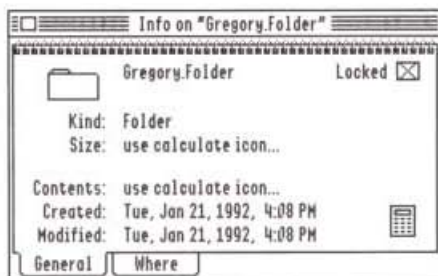 Info on "Gregory.Folder"
Gregory.Folder Locked
Kind: Folder
Size: use calculate icon...
Contents: use calculate icon...
Created: Tue, Jan 21, 1992, 4:08 PM
Modified: Tue, Jan 21, 1992, 4:08 PM
General Where